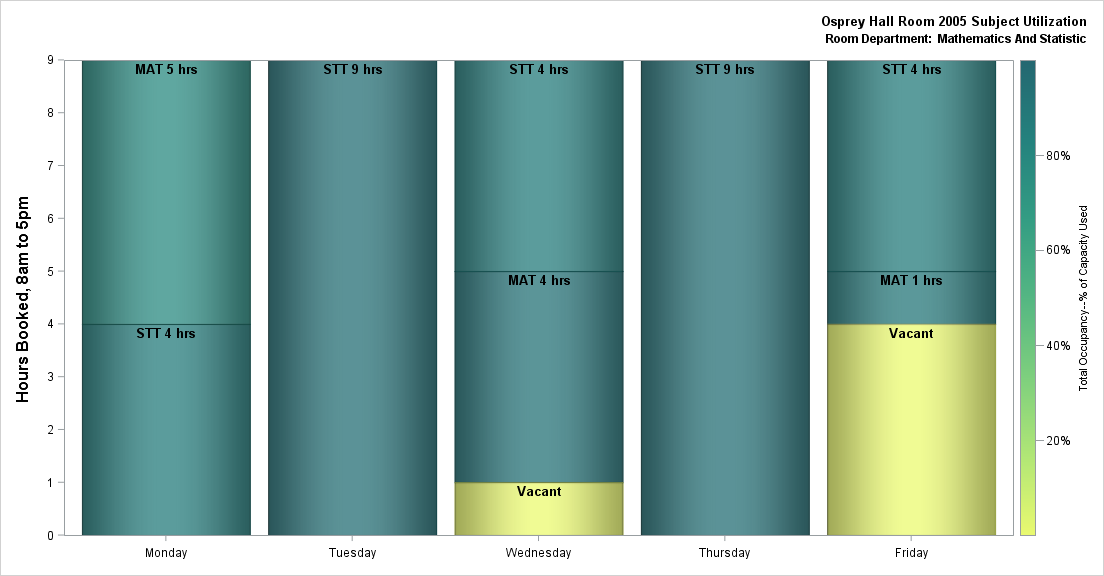 Osprey Hall Room 2005 Subject Utilization
Room Department: Mathematics And Statistic
Hours Booked, 8am to 5pm
9
8
7
6
5
4
3
2
1
0
MAT 5 hrs
STT 4 hrs
STT 9 hrs
STT 4 hrs
MAT 4 hrs
Vacant
STT 9 hrs
STT 4 hrs
MAT 1 hrs
Vacant
Monday
Tuesday
Wednesday
Thursday
Friday
80%
60%
40%
20%
Total Occupancy--% of Capacity Used